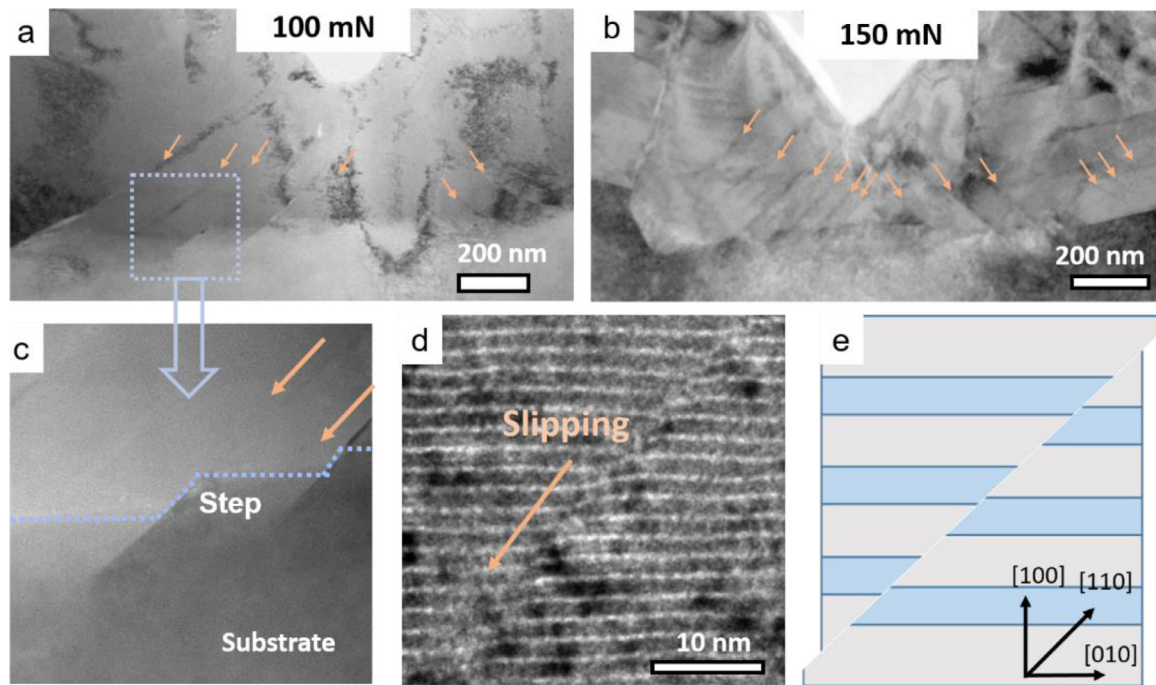 a
100 mN
200 nm
b
150 mN
200 nm
c
Step
Substrate
d
Slipping
10 nm
e
[100]
[110]
[010]